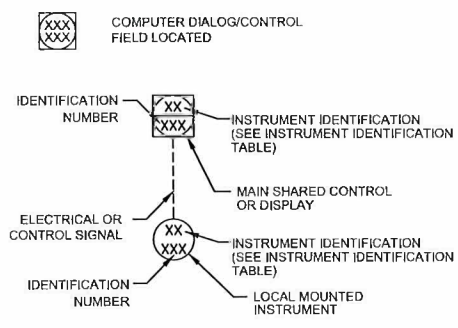 XXX
XXX
COMPUTER DIALOG/CONTROL
FIELD LOCATED
IDENTIFICATION
NUMBER
XX
XXX
INSTRUMENT IDENTIFICATION
(SEE INSTRUMENT IDENTIFICATION
TABLE)
MAIN SHARED CONTROL
OR DISPLAY
ELECTRICAL OR
CONTROL SIGNAL
XX
XXX
INSTRUMENT IDENTIFICATION
(SEE INSTRUMENT IDENTIFICATION
TABLE)
IDENTIFICATION
NUMBER
LOCAL MOUNTED
INSTRUMENT